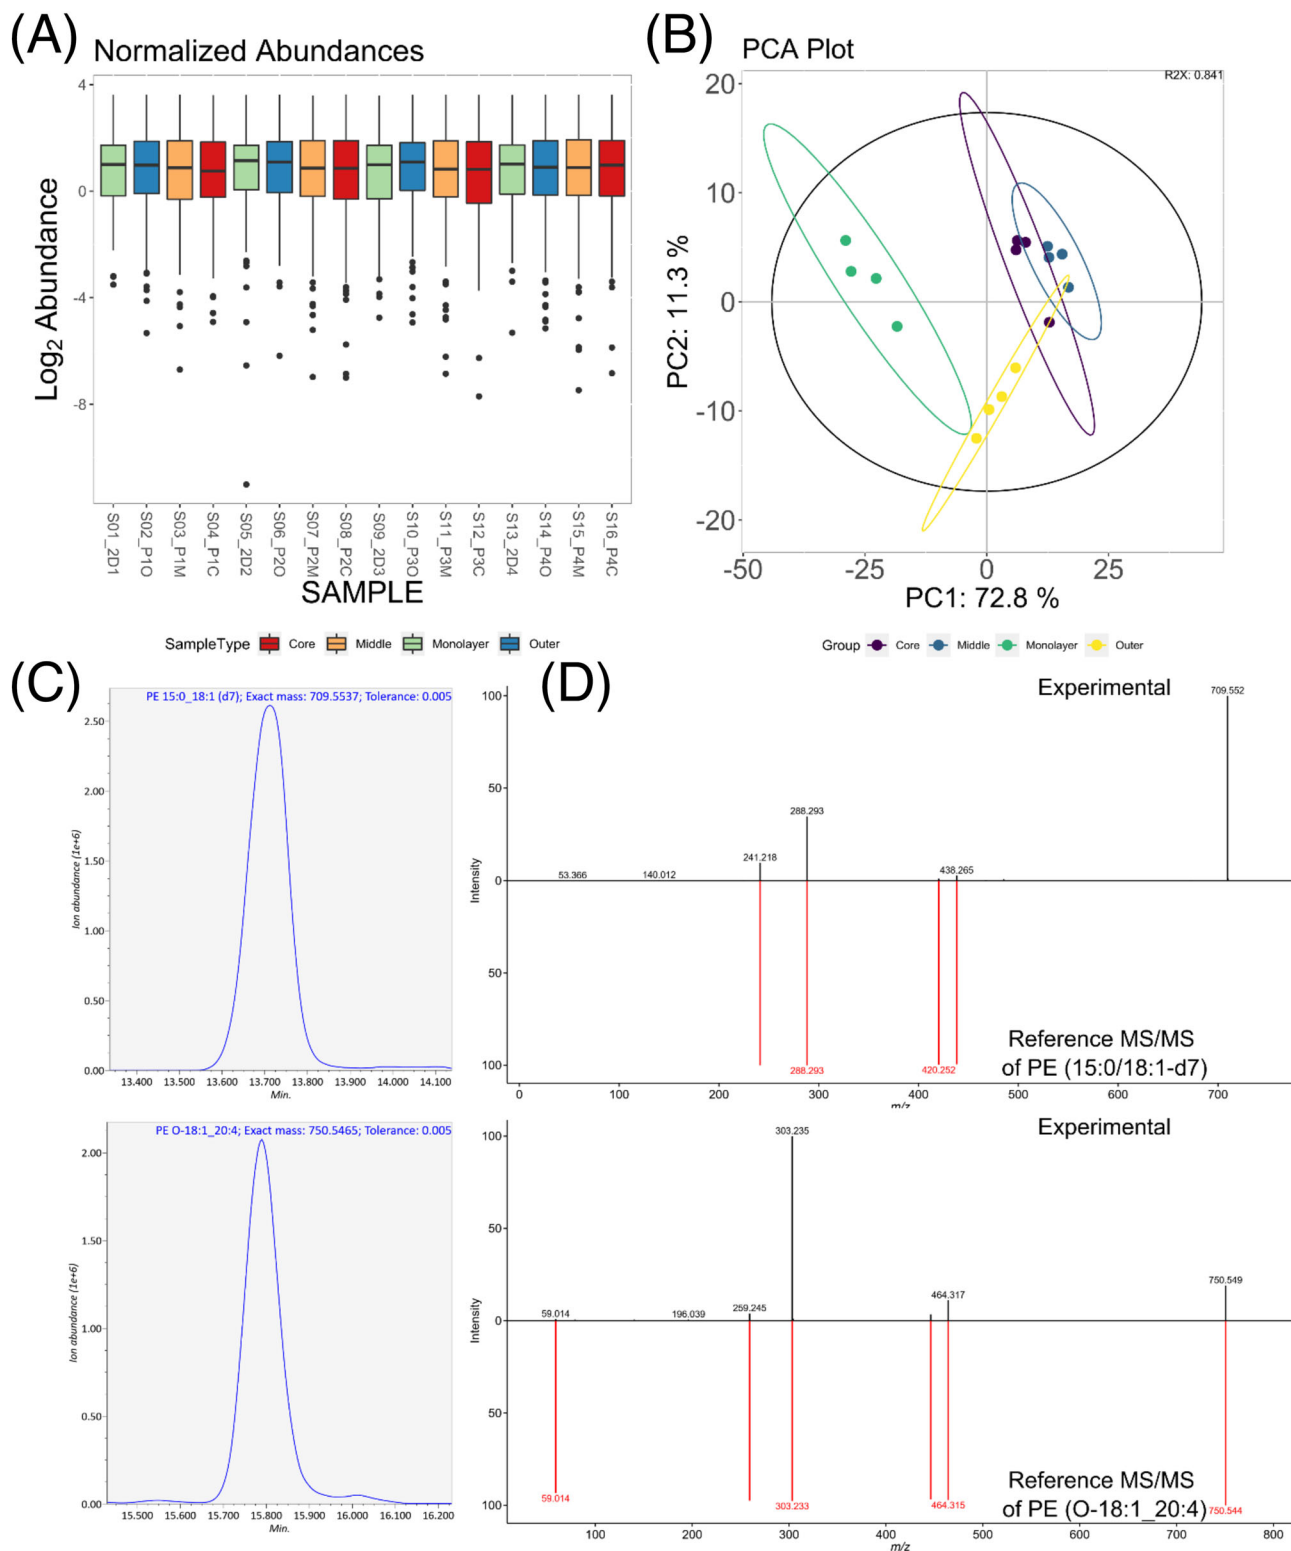 (A)
Normalized Abundances
Log2 Abundance
4
0
-4
-8
S01_2D1
S02_P1O
S03_P1M
S04_P1C
S05_2D2
S06_P2O
S07_P2M
S08_P2C
S09_2D3
S10_P3O
S11_P3M
S12_P3C
S13_2D4
S14_P4O
S15_P4M
S16_P4C
SAMPLE
SampleType Core Middle Monolayer Outer
(B)
PCA Plot
R2X: 0.841
PC2: 11.3 %
20
10
0
-10
-20
-50 -25 0 25
PC1: 72.8 %
Group Core Middle Monolayer Outer
(C)
PE 15:0_18:1 (d7); Exact mass: 709.5537; Tolerance: 0.005
Ion abundance (1e+6)
2.50
2.00
1.50
1.00
0.50
0.00
13.400 13.500 13.600 13.700 13.800 13.900 14.000 14.100
Min.
PE O-18:1_20:4; Exact mass: 750.5465; Tolerance: 0.005
Ion abundance (1e+6)
2.00
1.50
1.00
0.50
0.00
15.500 15.600 15.700 15.800 15.900 16.000 16.100 16.200
Min.
(D)
Experimental
709.552
288.293
241.218
53.366
140.012
438.265
Intensity
100
50
0
50
100
288.293
420.252
Reference MS/MS
of PE (15:0/18:1-d7)
0 100 200 300 400 500 600 700
m/z
Experimental
303.235
750.549
464.317
259.245
59.014
196.039
Intensity
100
50
0
50
100
59.014
303.233
464.315
750.544
Reference MS/MS
of PE (O-18:1_20:4)
100 200 300 400 500 600 700 800
m/z